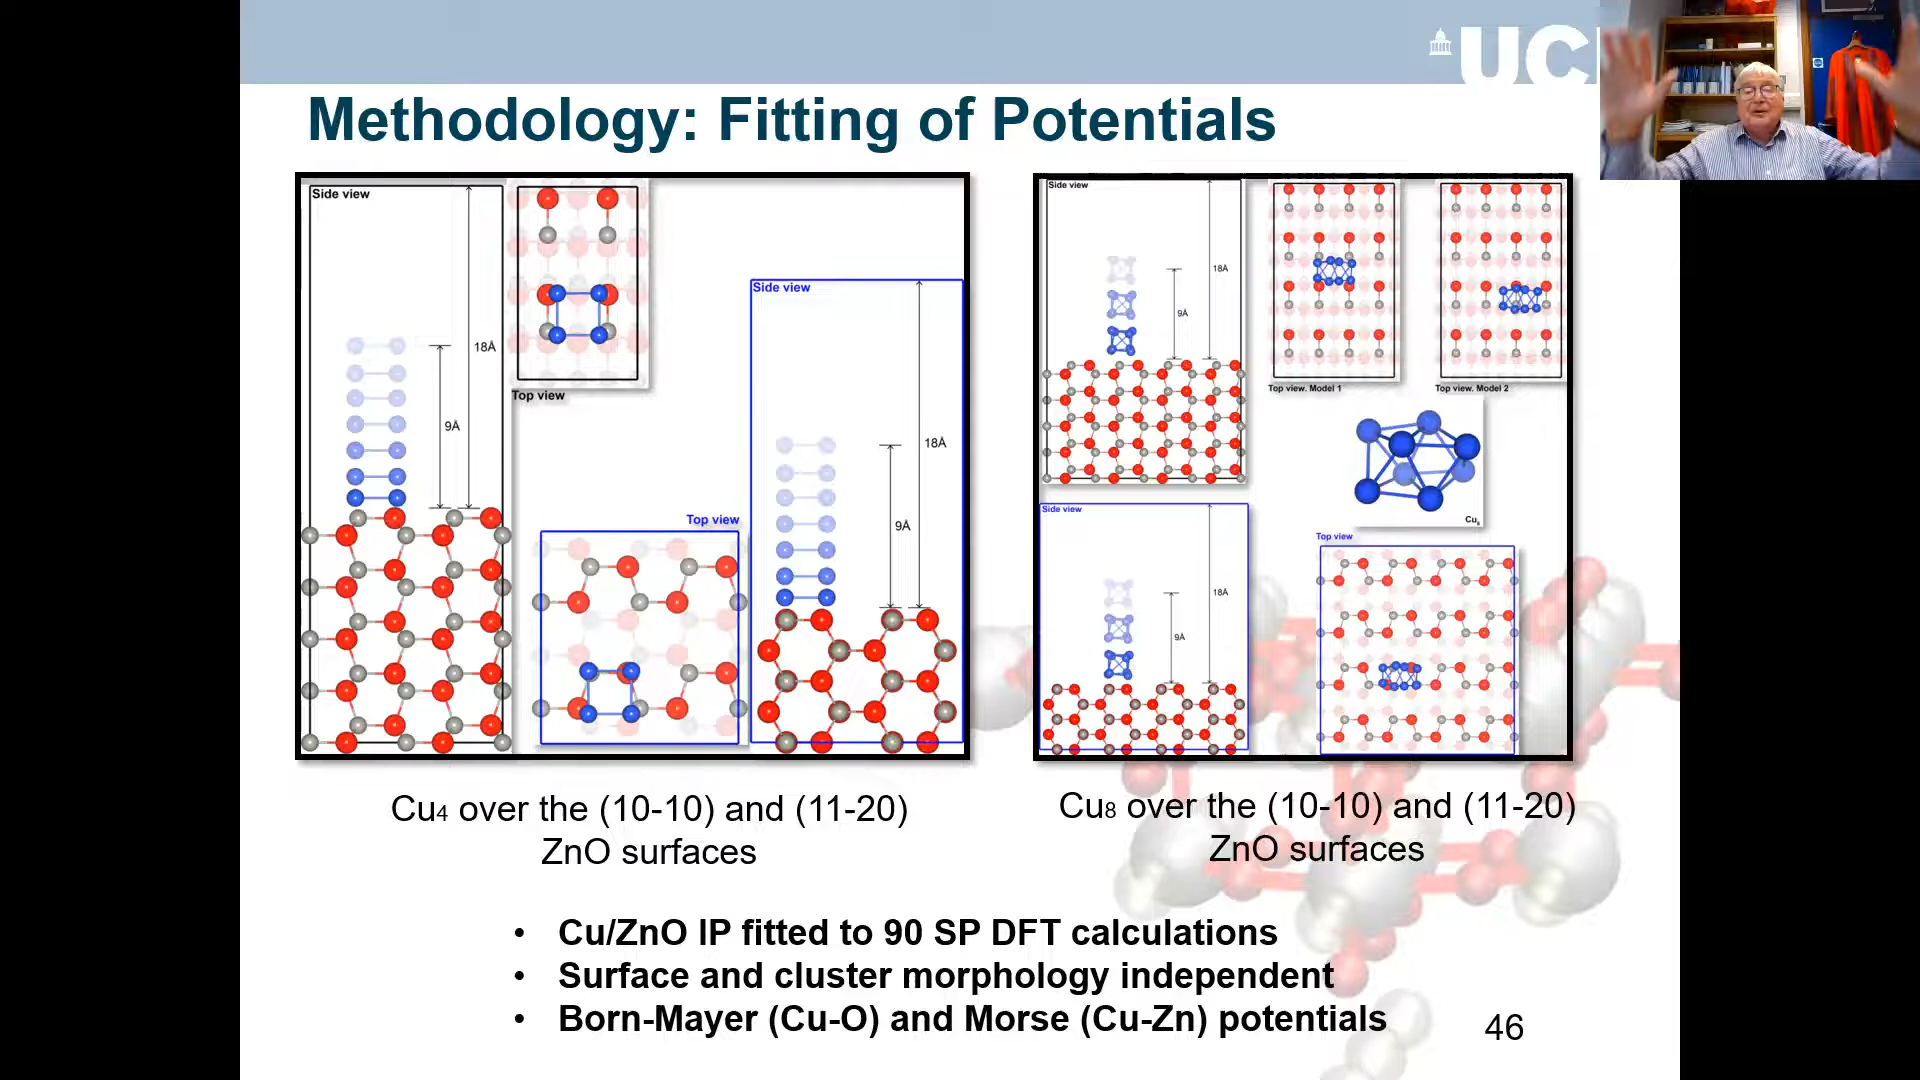 UC
Methodology: Fitting of Potentials
Side view
18Å
9Å
Top view
Top view
Side view
18Å
9Å
Side view
18Å
9Å
Top view. Model 1
Top view. Model 2
Cu8
Side view
18Å
9Å
Top view
Cu4 over the (10-10) and (11-20)
ZnO surfaces
Cu8 over the (10-10) and (11-20)
ZnO surfaces
• Cu/ZnO IP fitted to 90 SP DFT calculations
• Surface and cluster morphology independent
• Born-Mayer (Cu-O) and Morse (Cu-Zn) potentials
46